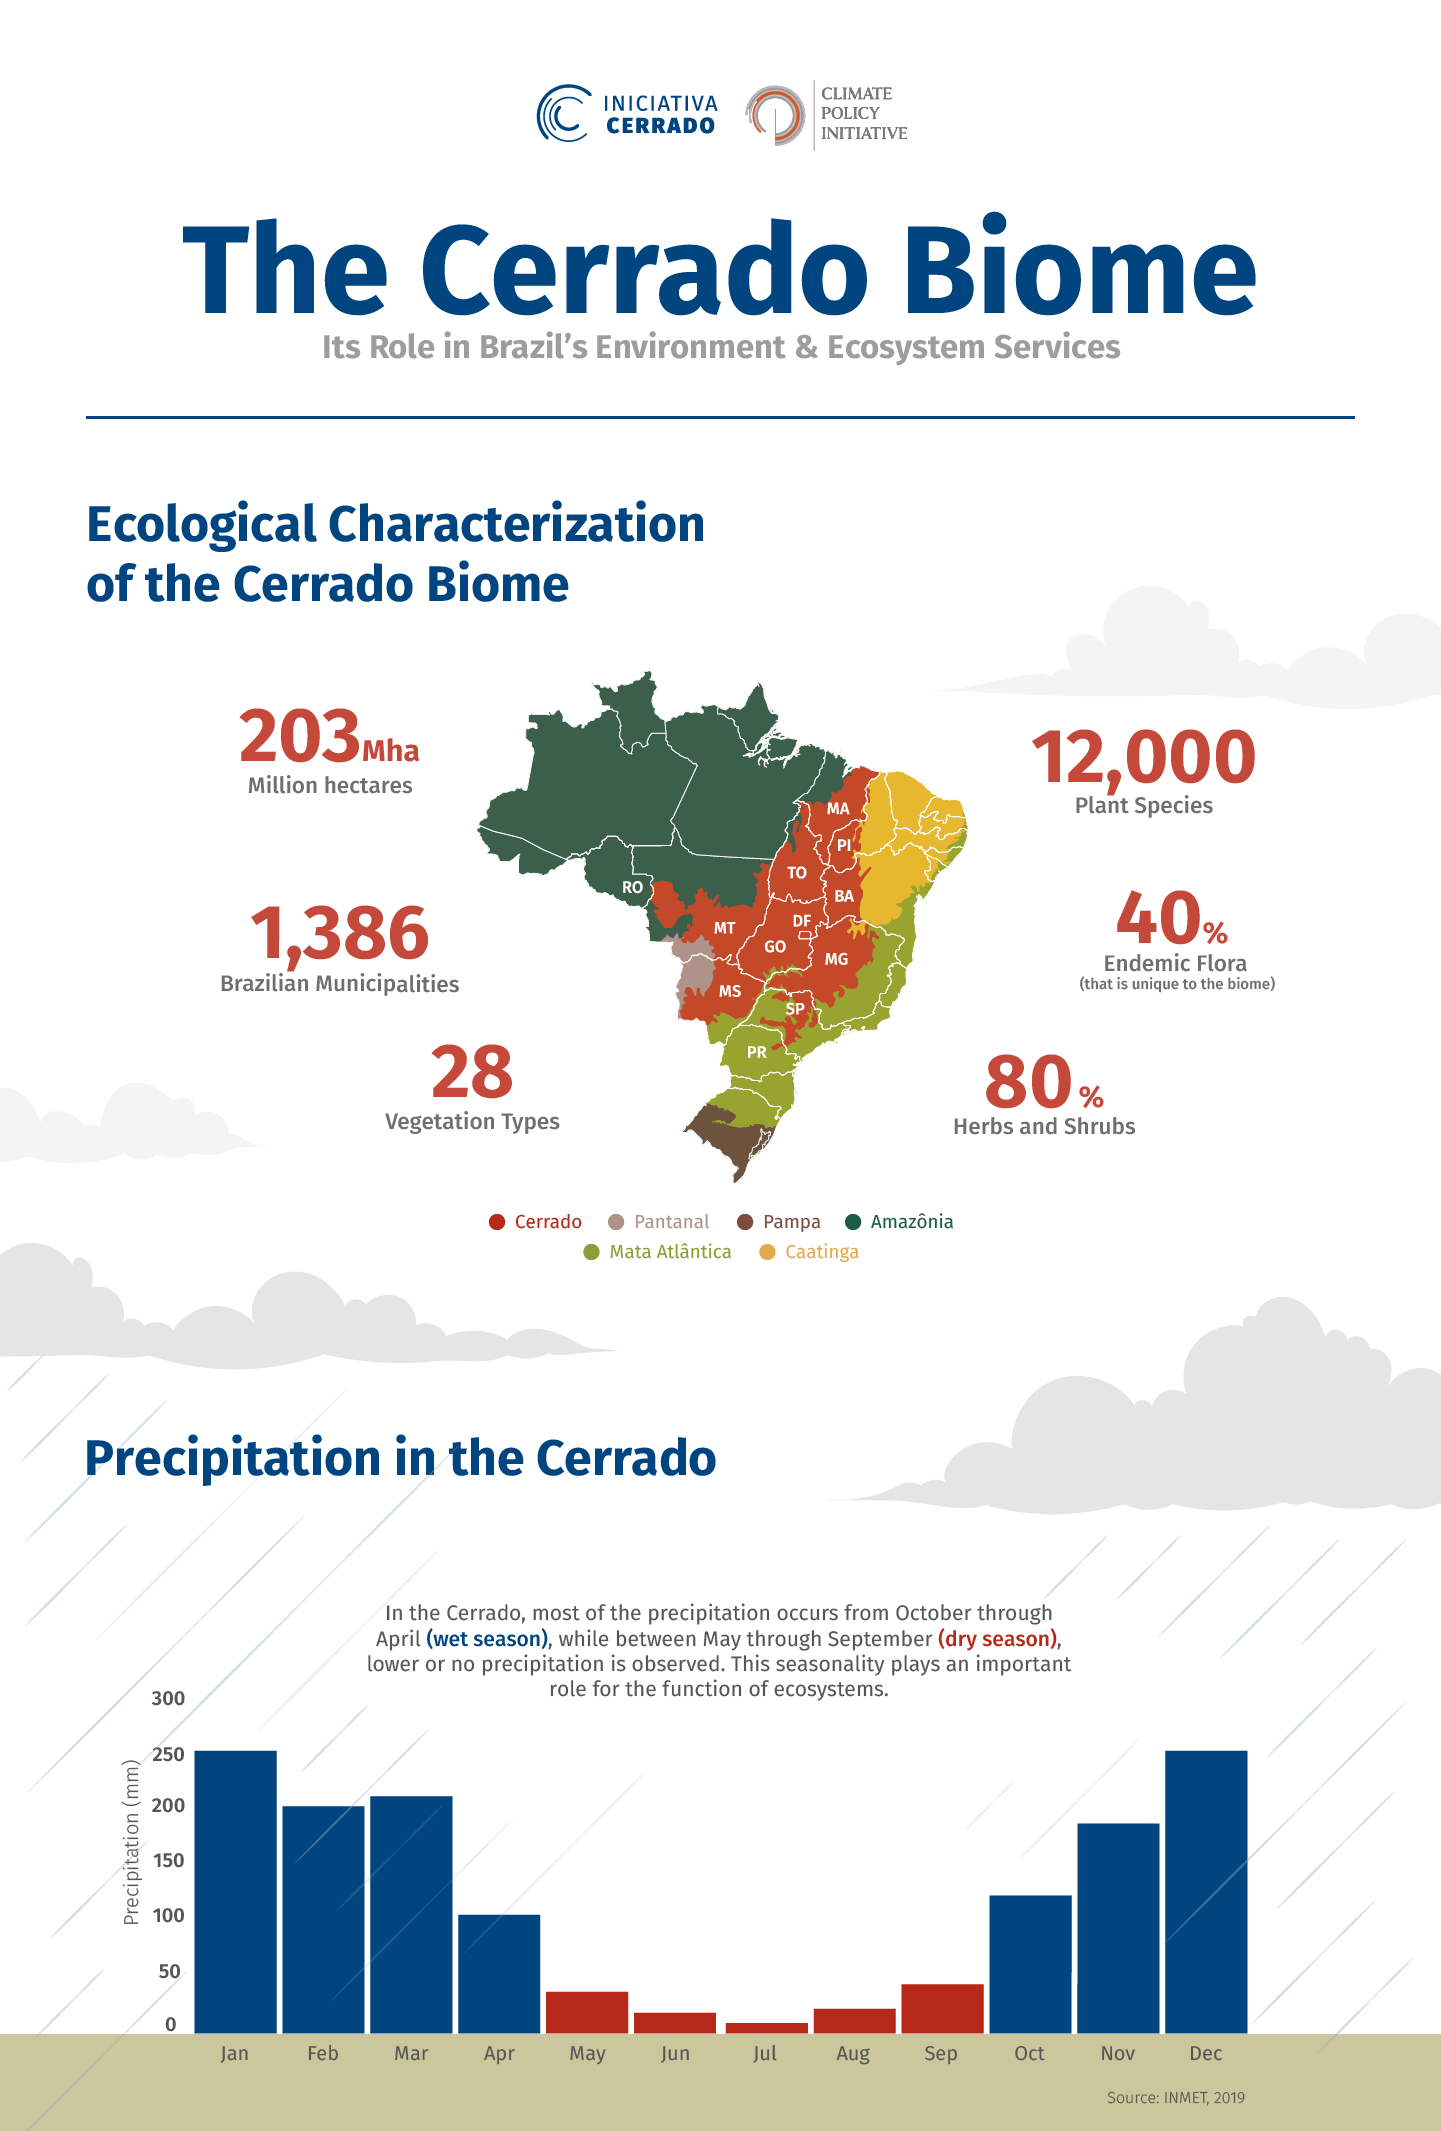 INICIATIVA
CERRADO
CLIMATE
POLICY
INITIATIVE
The Cerrado Biome
Its Role in Brazil's Environment & Ecosystem Services
Ecological Characterization
of the Cerrado Biome
203Mha
Million hectares
1,386
Brazilian Municipalities
28
Vegetation Types
12,000
Plant Species
40%
Endemic Flora
(that is unique to the biome)
80 %
Herbs and Shrubs
MA
PI
TO
RO
BA
DF
MT
GO
MG
MS
SP
PR
Cerrado Pantanal Pampa Amazônia
Mata Atlântica Caatinga
Precipitation in the Cerrado
In the Cerrado, most of the precipitation occurs from October through
April (wet season), while between May through September (dry season),
lower or no precipitation is observed. This seasonality plays an important
role for the function of ecosystems.
Precipitation (mm)
300
250
200
150
100
50
0
Jan Feb Mar Apr May Jun Jul Aug Sep Oct Nov Dec
Source: INMET, 2019